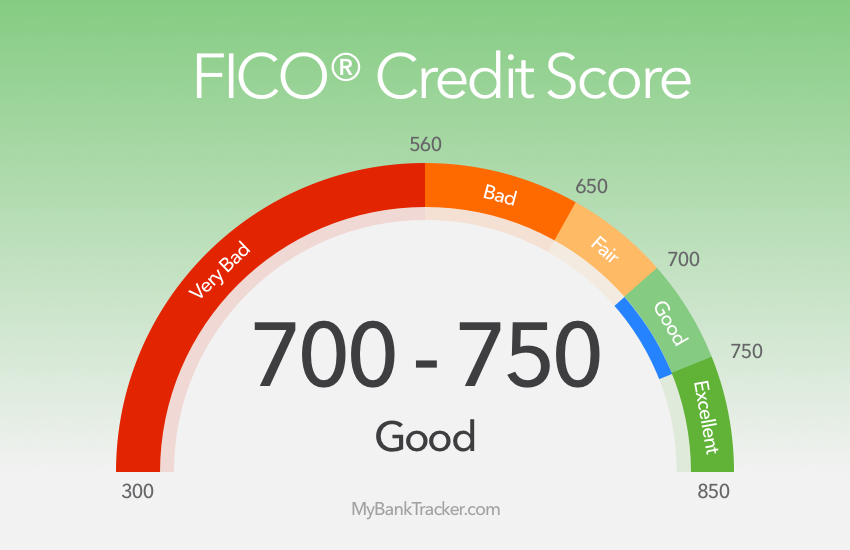 FICO® Credit Score
560
Bad
650
Fair
700
Very Bad
Good
750
700 - 750
Excellent
Good
300
850
MyBankTracker.com